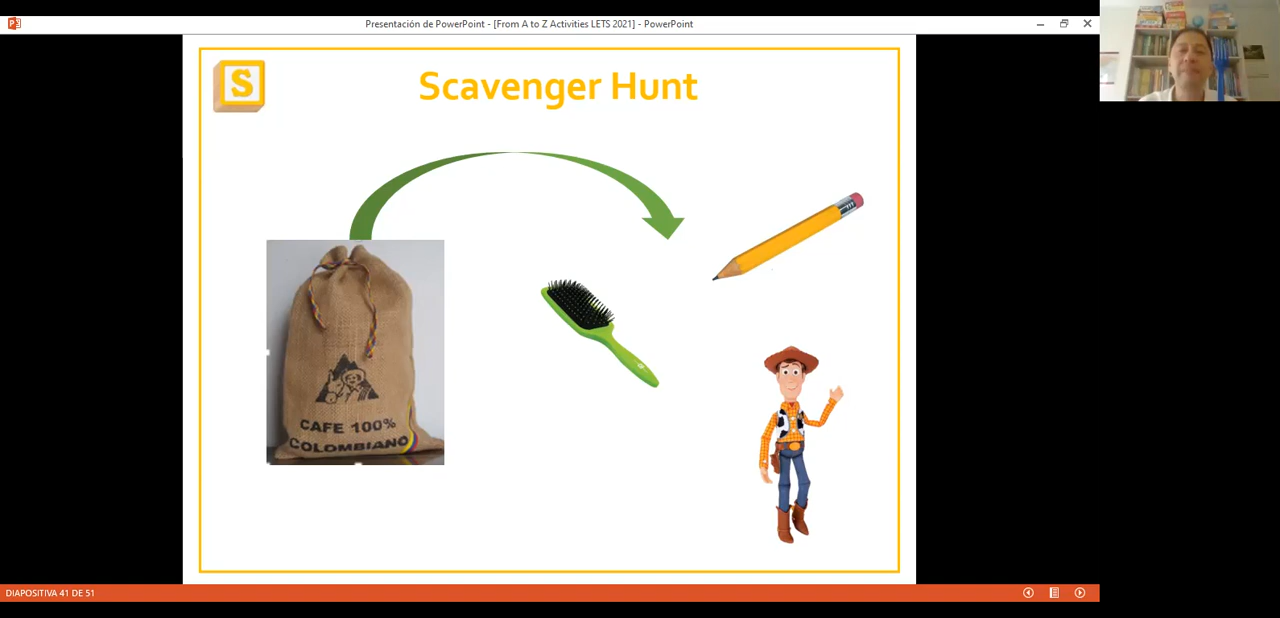 Presentación de PowerPoint - [From A to Z Activities LETS 2021] - PowerPoint
S
Scavenger Hunt
CAFE 100%
COLOMBIANO
DIAPOSITIVA 41 DE 51